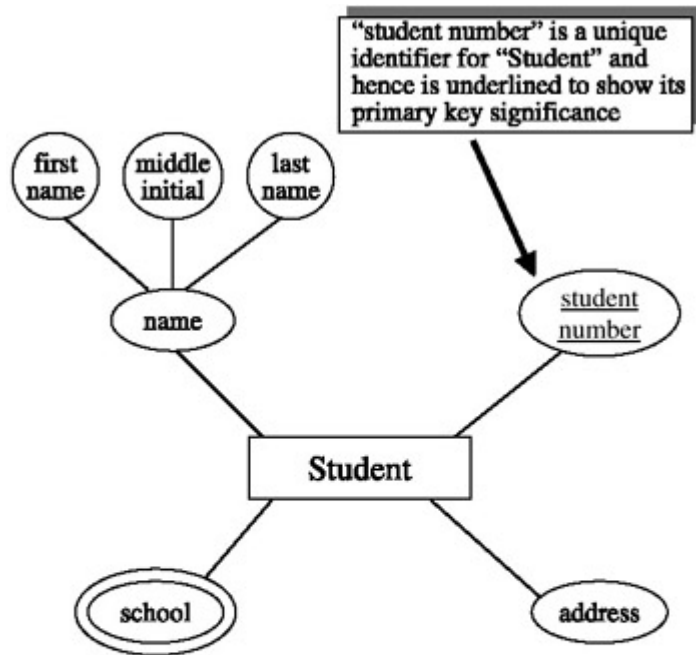 “student number” is a unique
identifier for “Student” and
hence is underlined to show its
primary key significance
first
name
middle
initial
last
name
name
student
number
Student
school
address